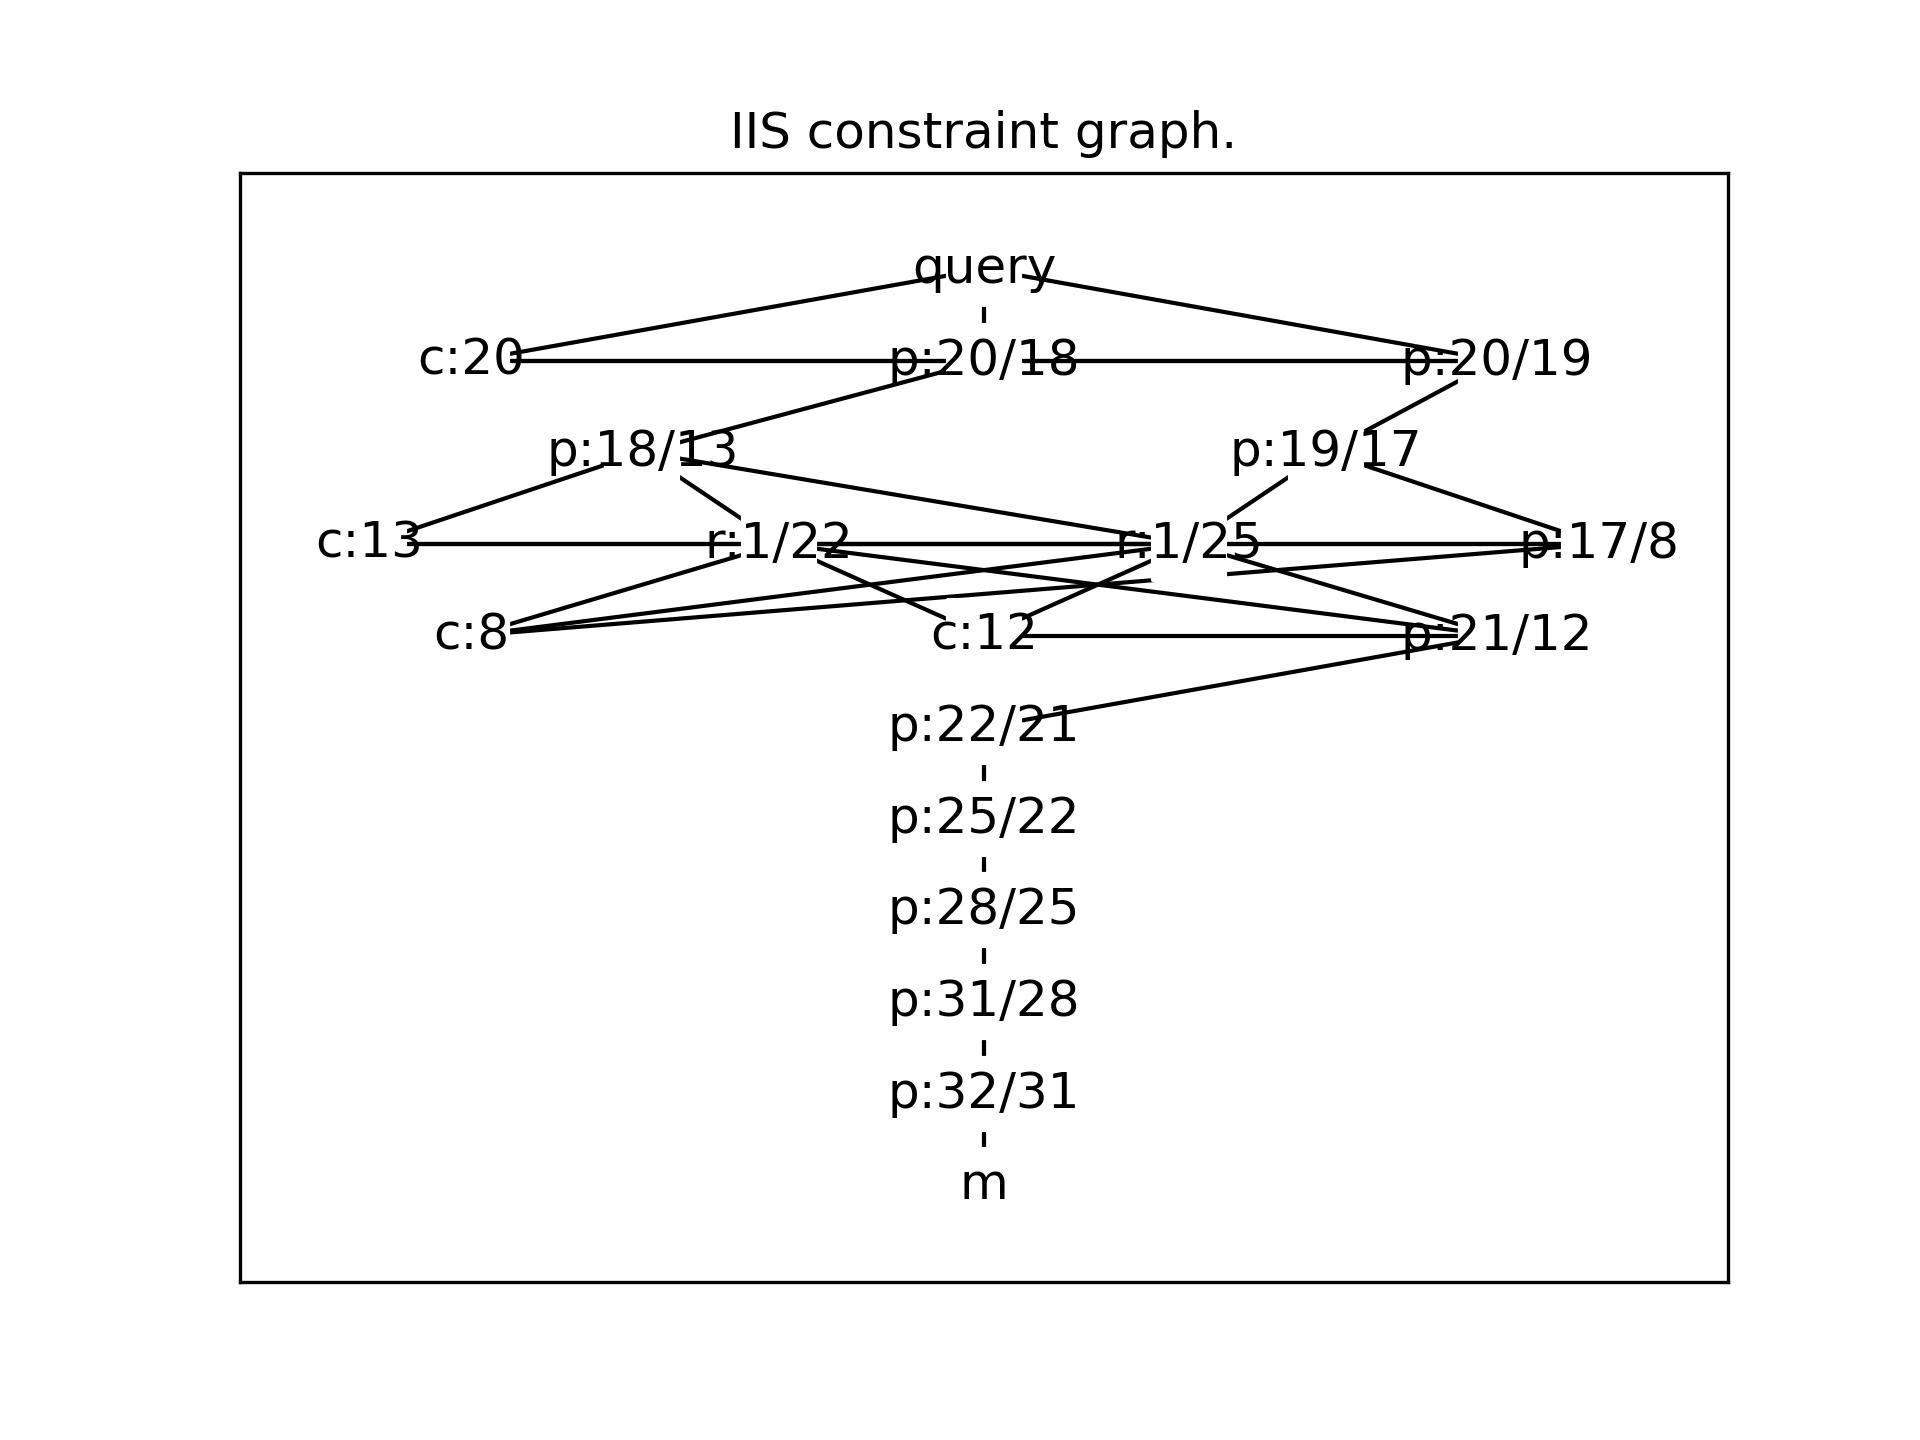 IIS constraint graph.
query
c:20 p:20/18 p:20/19
p:18/13 p:19/17
c:13 r:1/22 r:1/25 p:17/8
c:8 c:12 p:21/12
p:22/21
p:25/22
p:28/25
p:31/28
p:32/31
m